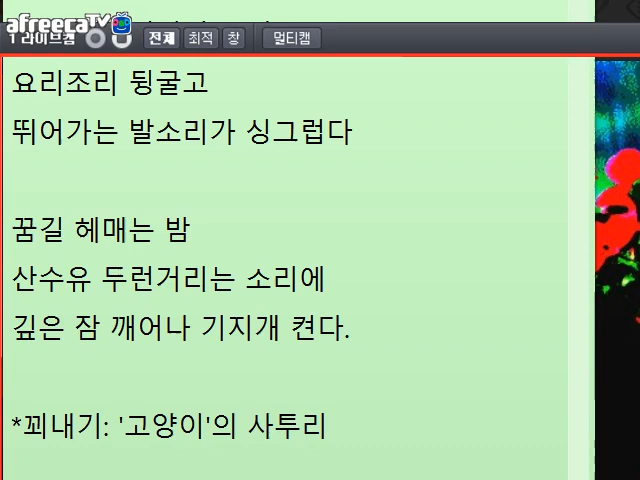 afreecaTV
1 라이브캠
전체 최적 창 멀티캠
요리조리 뒹굴고
뛰어가는 발소리가 싱그럽다
꿈길 헤매는 밤
산수유 두런거리는 소리에
깊은 잠 깨어나 기지개 켠다.
*꾀내기: '고양이'의 사투리